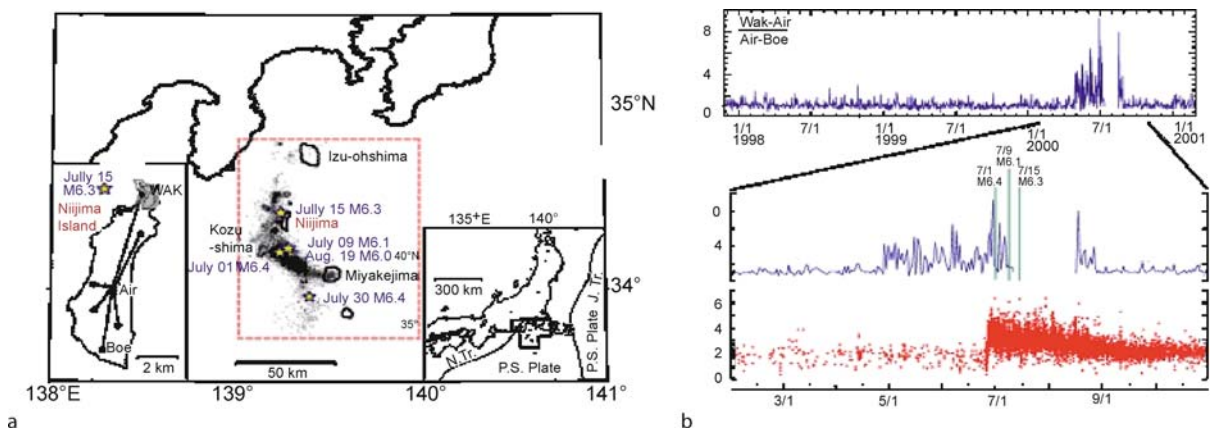 35°N
34°
138°E
139°
140°
141°
Izu-ohshima
Jully 15 M6.3
Niijima
Kozu
-shima
July 09 M6.1
Aug. 19 M6.0
July 01 M6.4
Miyakejima
July 30 M6.4
50 km
Jully 15
M6.3
WAK
Niijima
Island
Air
Boe
2 km
135°E
140°
40°N
35°
300 km
N.Tr.
P.S. Plate
P.S. Plate J. Tr.
a
Wak-Air
Air-Boe
8
4
0
1/1
1998
7/1
1/1
1999
7/1
1/1
2000
7/1
1/1
2001
7/9
M6.1
7/1
M6.4
7/15
M6.3
0
4
8
6
4
2
0
3/1
5/1
7/1
9/1
b